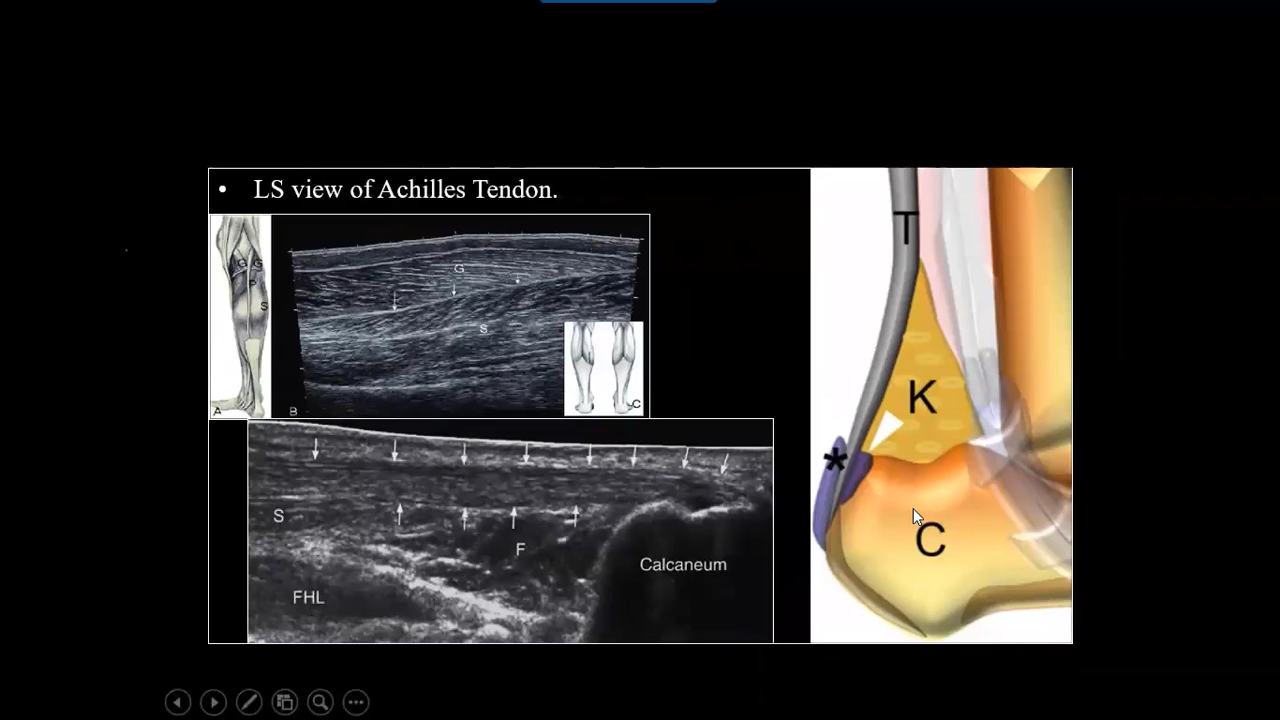 • LS view of Achilles Tendon.
G G
P
S
A
G
S
B
C
S
F
FHL
Calcaneum
T
K
*
C